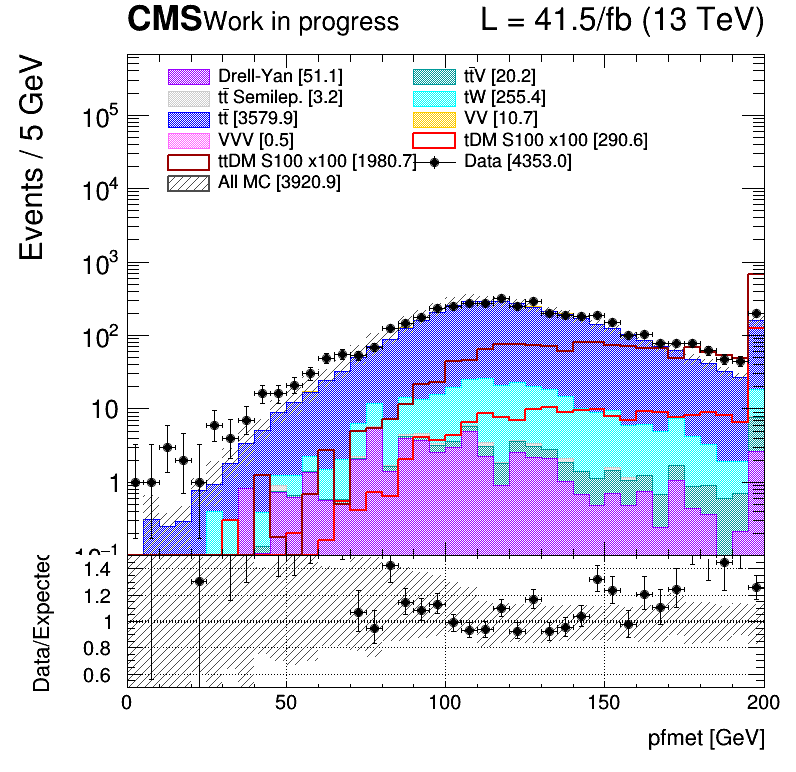 CMS Work in progress L = 41.5/fb (13 TeV)
Events / 5 GeV
Drell-Yan [51.1] tt̄V [20.2]
tt̄ Semilep. [3.2] tW [255.4]
tt̄ [3579.9] VV [10.7]
VVV [0.5] tDM S100 x100 [290.6]
ttDM S100 x100 [1980.7] Data [4353.0]
All MC [3920.9]
10⁵
10⁴
10³
10²
10
1
10⁻¹
Data/Expected
1.4
1.2
1
0.8
0.6
0 50 100 150 200
pfmet [GeV]